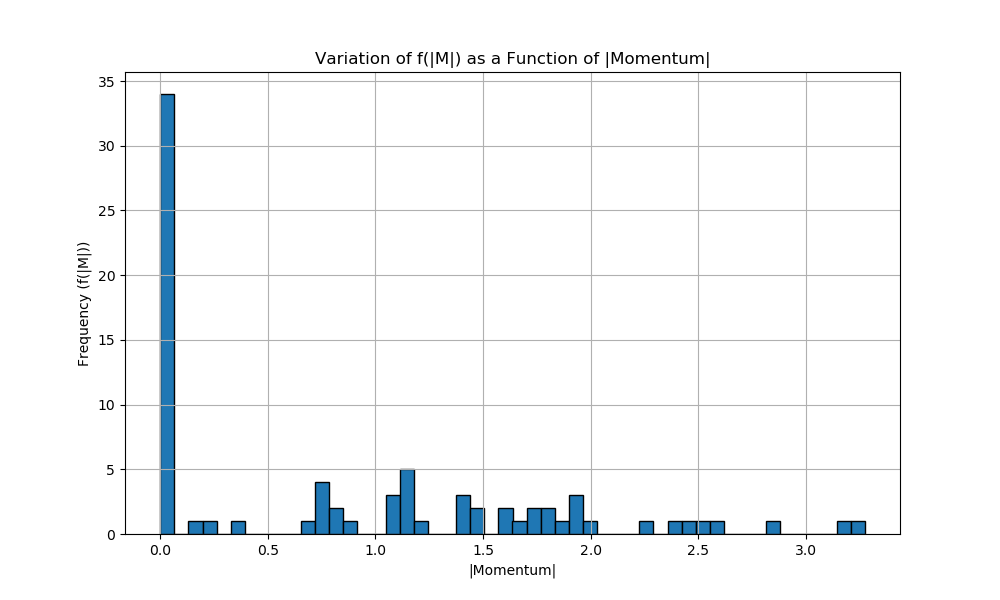 Variation of f(|M|) as a Function of |Momentum|
Frequency (f(|M|))
35
30
25
20
15
10
5
0
0.0 0.5 1.0 1.5 2.0 2.5 3.0
|Momentum|